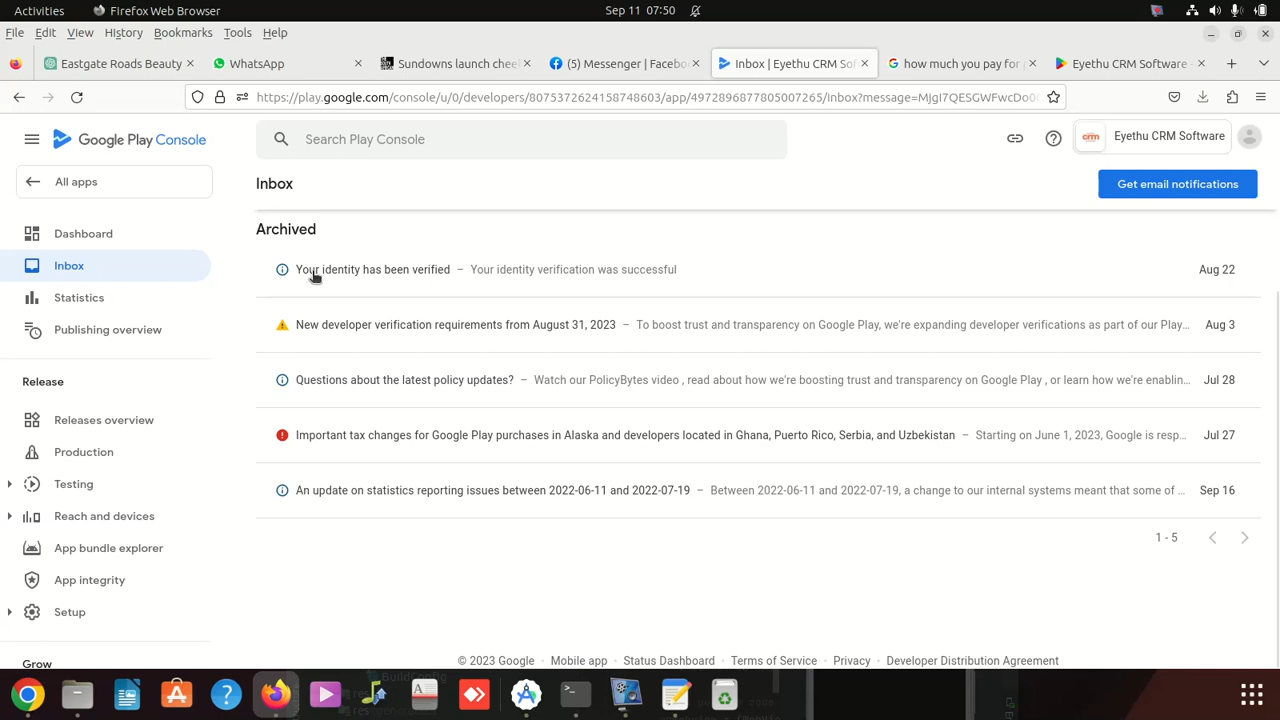 Activities Firefox Web Browser Sep 11 07:50
File Edit View History Bookmarks Tools Help
Eastgate Roads Beauty WhatsApp Sundowns launch chee (5) Messenger | Facebo Inbox | Eyethu CRM Sof how much you pay for Eyethu CRM Software -
https://play.google.com/console/u/0/developers/8075372624158748603/app/4972896877805007265/inbox?message=MjgI7QESGWFwcDo0
Google Play Console Search Play Console Eyethu CRM Software
crm
All apps
Inbox Get email notifications
Archived
Dashboard
Inbox
Statistics
Publishing overview
Release
Releases overview
Production
Testing
Reach and devices
App bundle explorer
App integrity
Setup
Grow
Your identity has been verified – Your identity verification was successful Aug 22
New developer verification requirements from August 31, 2023 – To boost trust and transparency on Google Play, we're expanding developer verifications as part of our Play... Aug 3
Questions about the latest policy updates? – Watch our PolicyBytes video , read about how we're boosting trust and transparency on Google Play , or learn how we're enablin... Jul 28
Important tax changes for Google Play purchases in Alaska and developers located in Ghana, Puerto Rico, Serbia, and Uzbekistan – Starting on June 1, 2023, Google is resp... Jul 27
An update on statistics reporting issues between 2022-06-11 and 2022-07-19 – Between 2022-06-11 and 2022-07-19, a change to our internal systems meant that some of ... Sep 16
1 - 5
© 2023 Google · Mobile app · Status Dashboard · Terms of Service · Privacy · Developer Distribution Agreement
BuildConfig